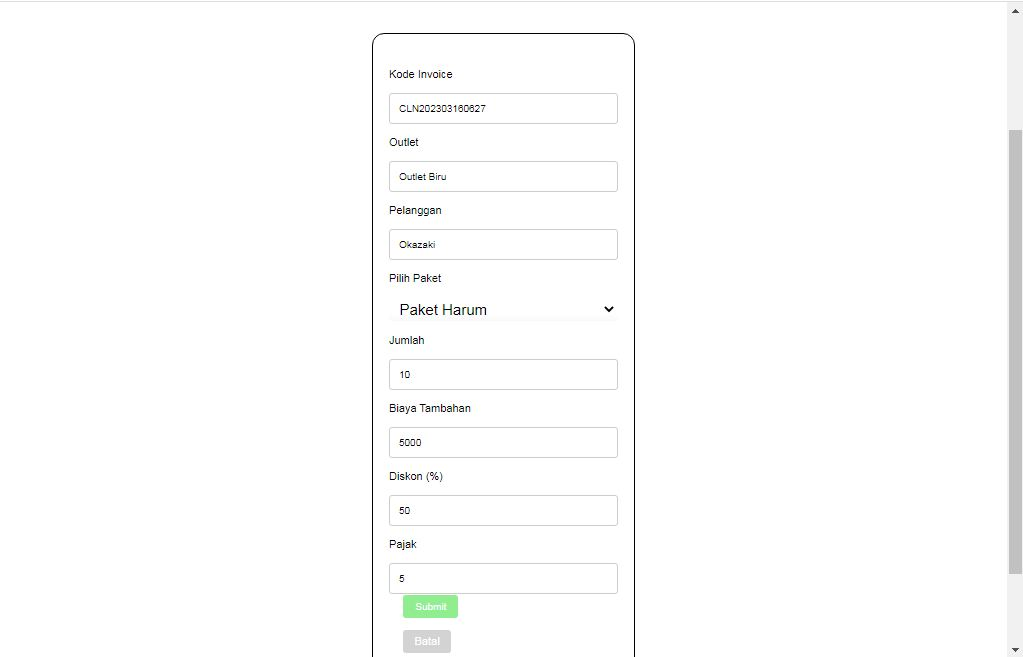 Kode Invoice
CLN202303160627
Outlet
Outlet Biru
Pelanggan
Okazaki
Pilih Paket
Paket Harum
Jumlah
10
Biaya Tambahan
5000
Diskon (%)
50
Pajak
5
Submit
Batal